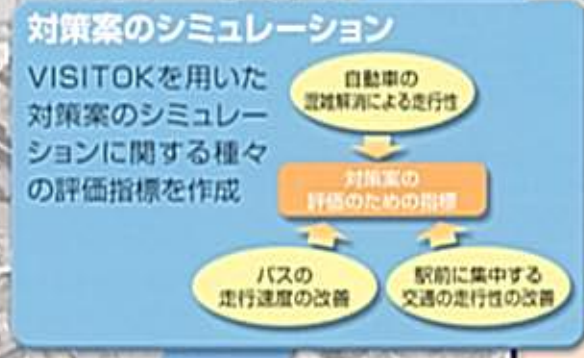 対策案のシミュレーション
VISITOKを用いた
対策案のシミュレー
ションに関する種々
の評価指標を作成
自動車の
混雑解消による走行性
対策案の
評価のための指標
バスの
走行速度の改善
駅前に集中する
交通の走行性の改善